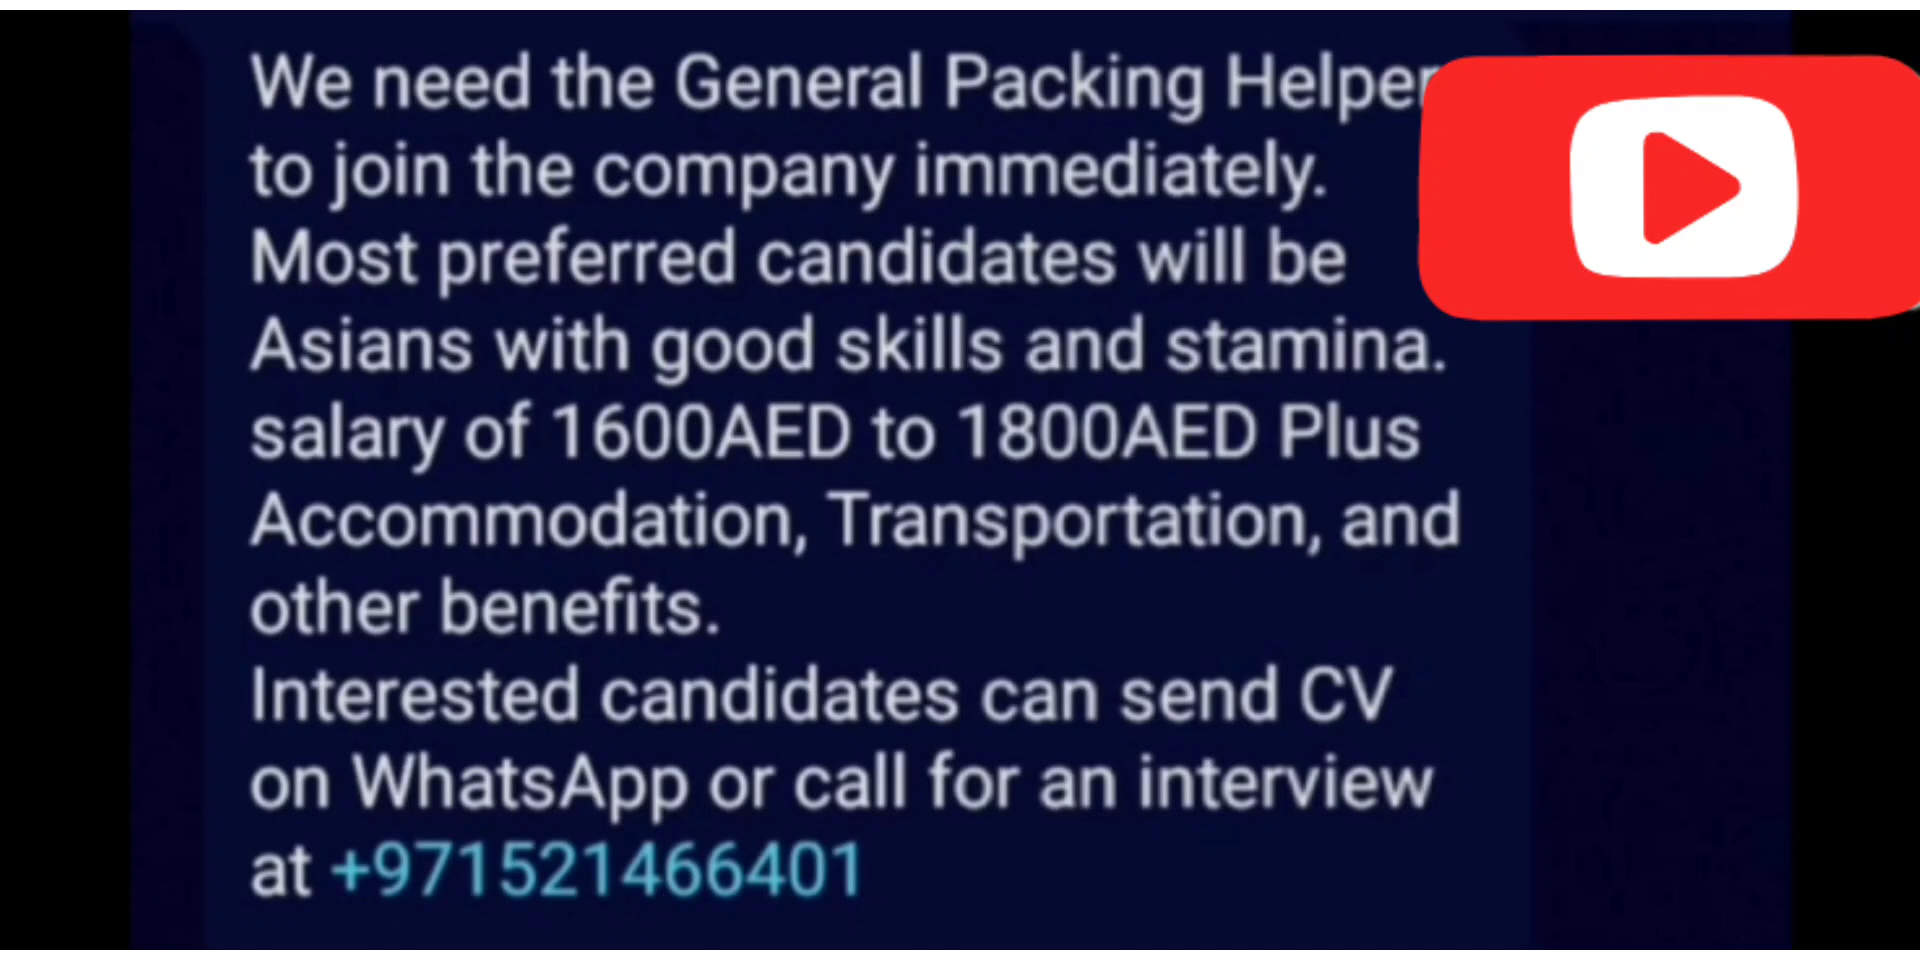 We need the General Packing Helper
to join the company immediately.
Most preferred candidates will be
Asians with good skills and stamina.
salary of 1600AED to 1800AED Plus
Accommodation, Transportation, and
other benefits.
Interested candidates can send CV
on WhatsApp or call for an interview
at +971521466401